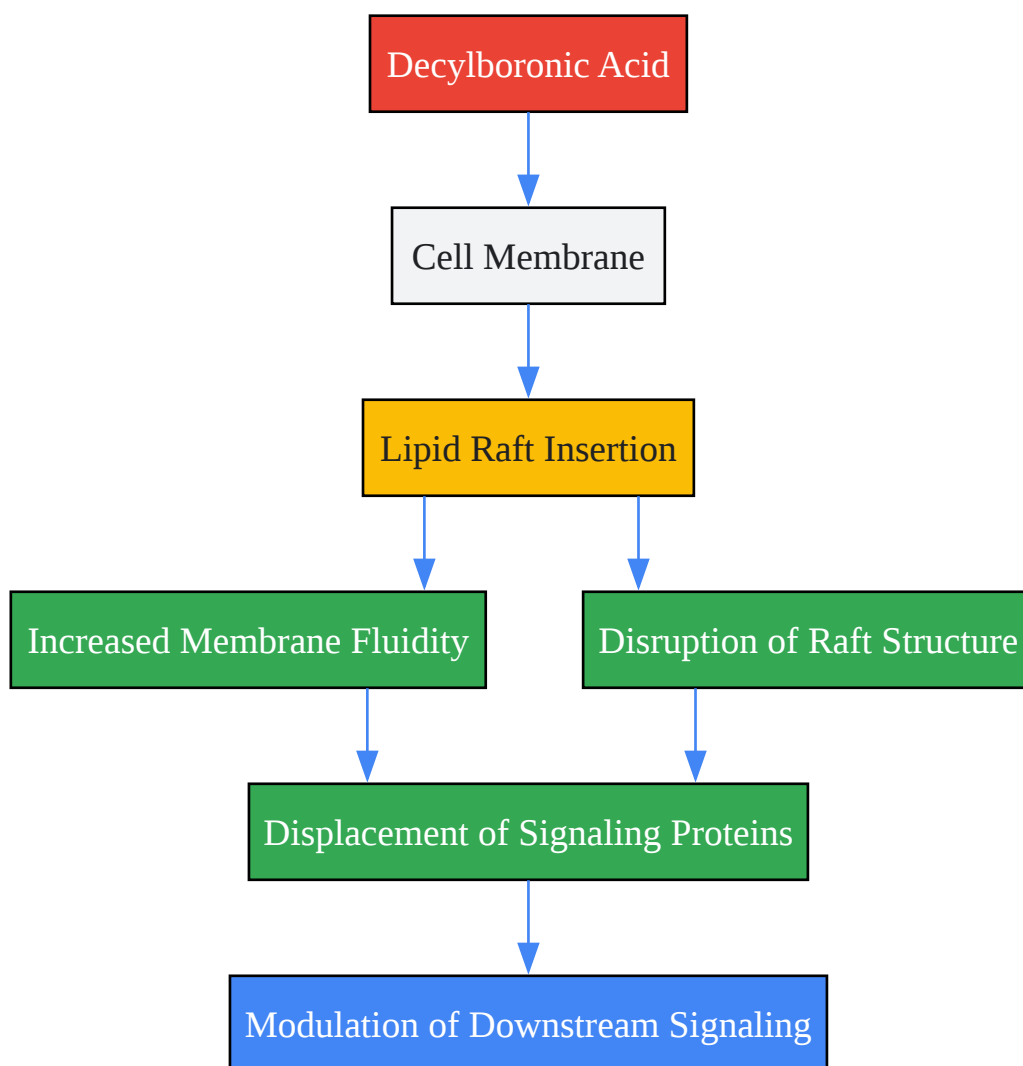 Decylboronic Acid
Cell Membrane
Lipid Raft Insertion
Increased Membrane Fluidity
Disruption of Raft Structure
Displacement of Signaling Proteins
Modulation of Downstream Signaling